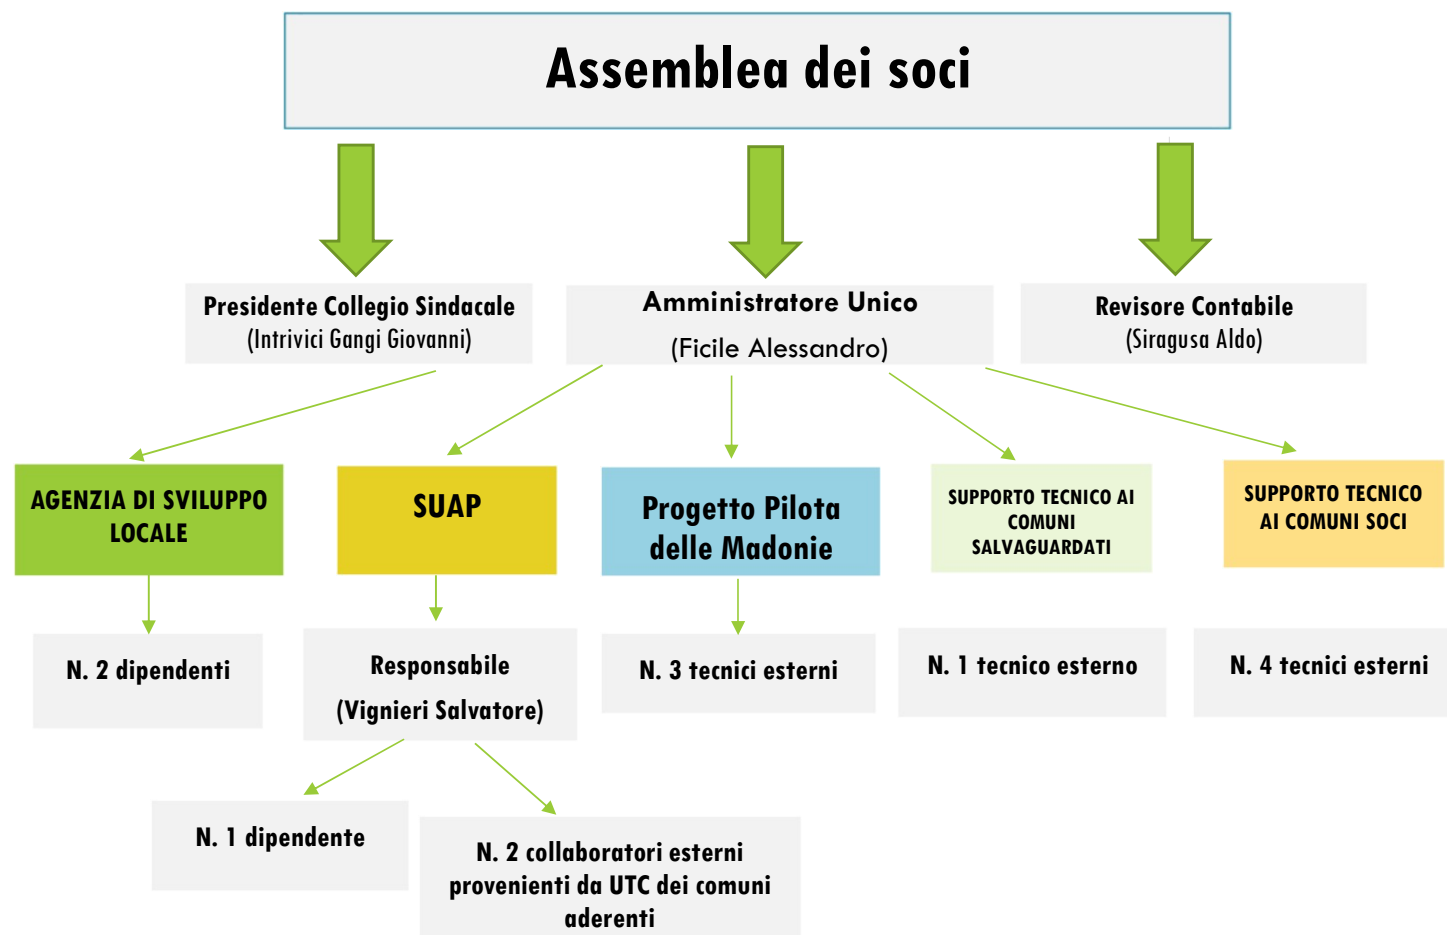 Assemblea dei soci
Presidente Collegio Sindacale
(Intrivici Gangi Giovanni)
Amministratore Unico
(Ficile Alessandro)
Revisore Contabile
(Siragusa Aldo)
AGENZIA DI SVILUPPO
LOCALE
SUAP
Progetto Pilota
delle Madonie
SUPPORTO TECNICO AI
COMUNI
SALVAGUARDATI
SUPPORTO TECNICO
AI COMUNI SOCI
N. 2 dipendenti
Responsabile
(Vignieri Salvatore)
N. 3 tecnici esterni
N. 1 tecnico esterno
N. 4 tecnici esterni
N. 1 dipendente
N. 2 collaboratori esterni
provenienti da UTC dei comuni
aderenti